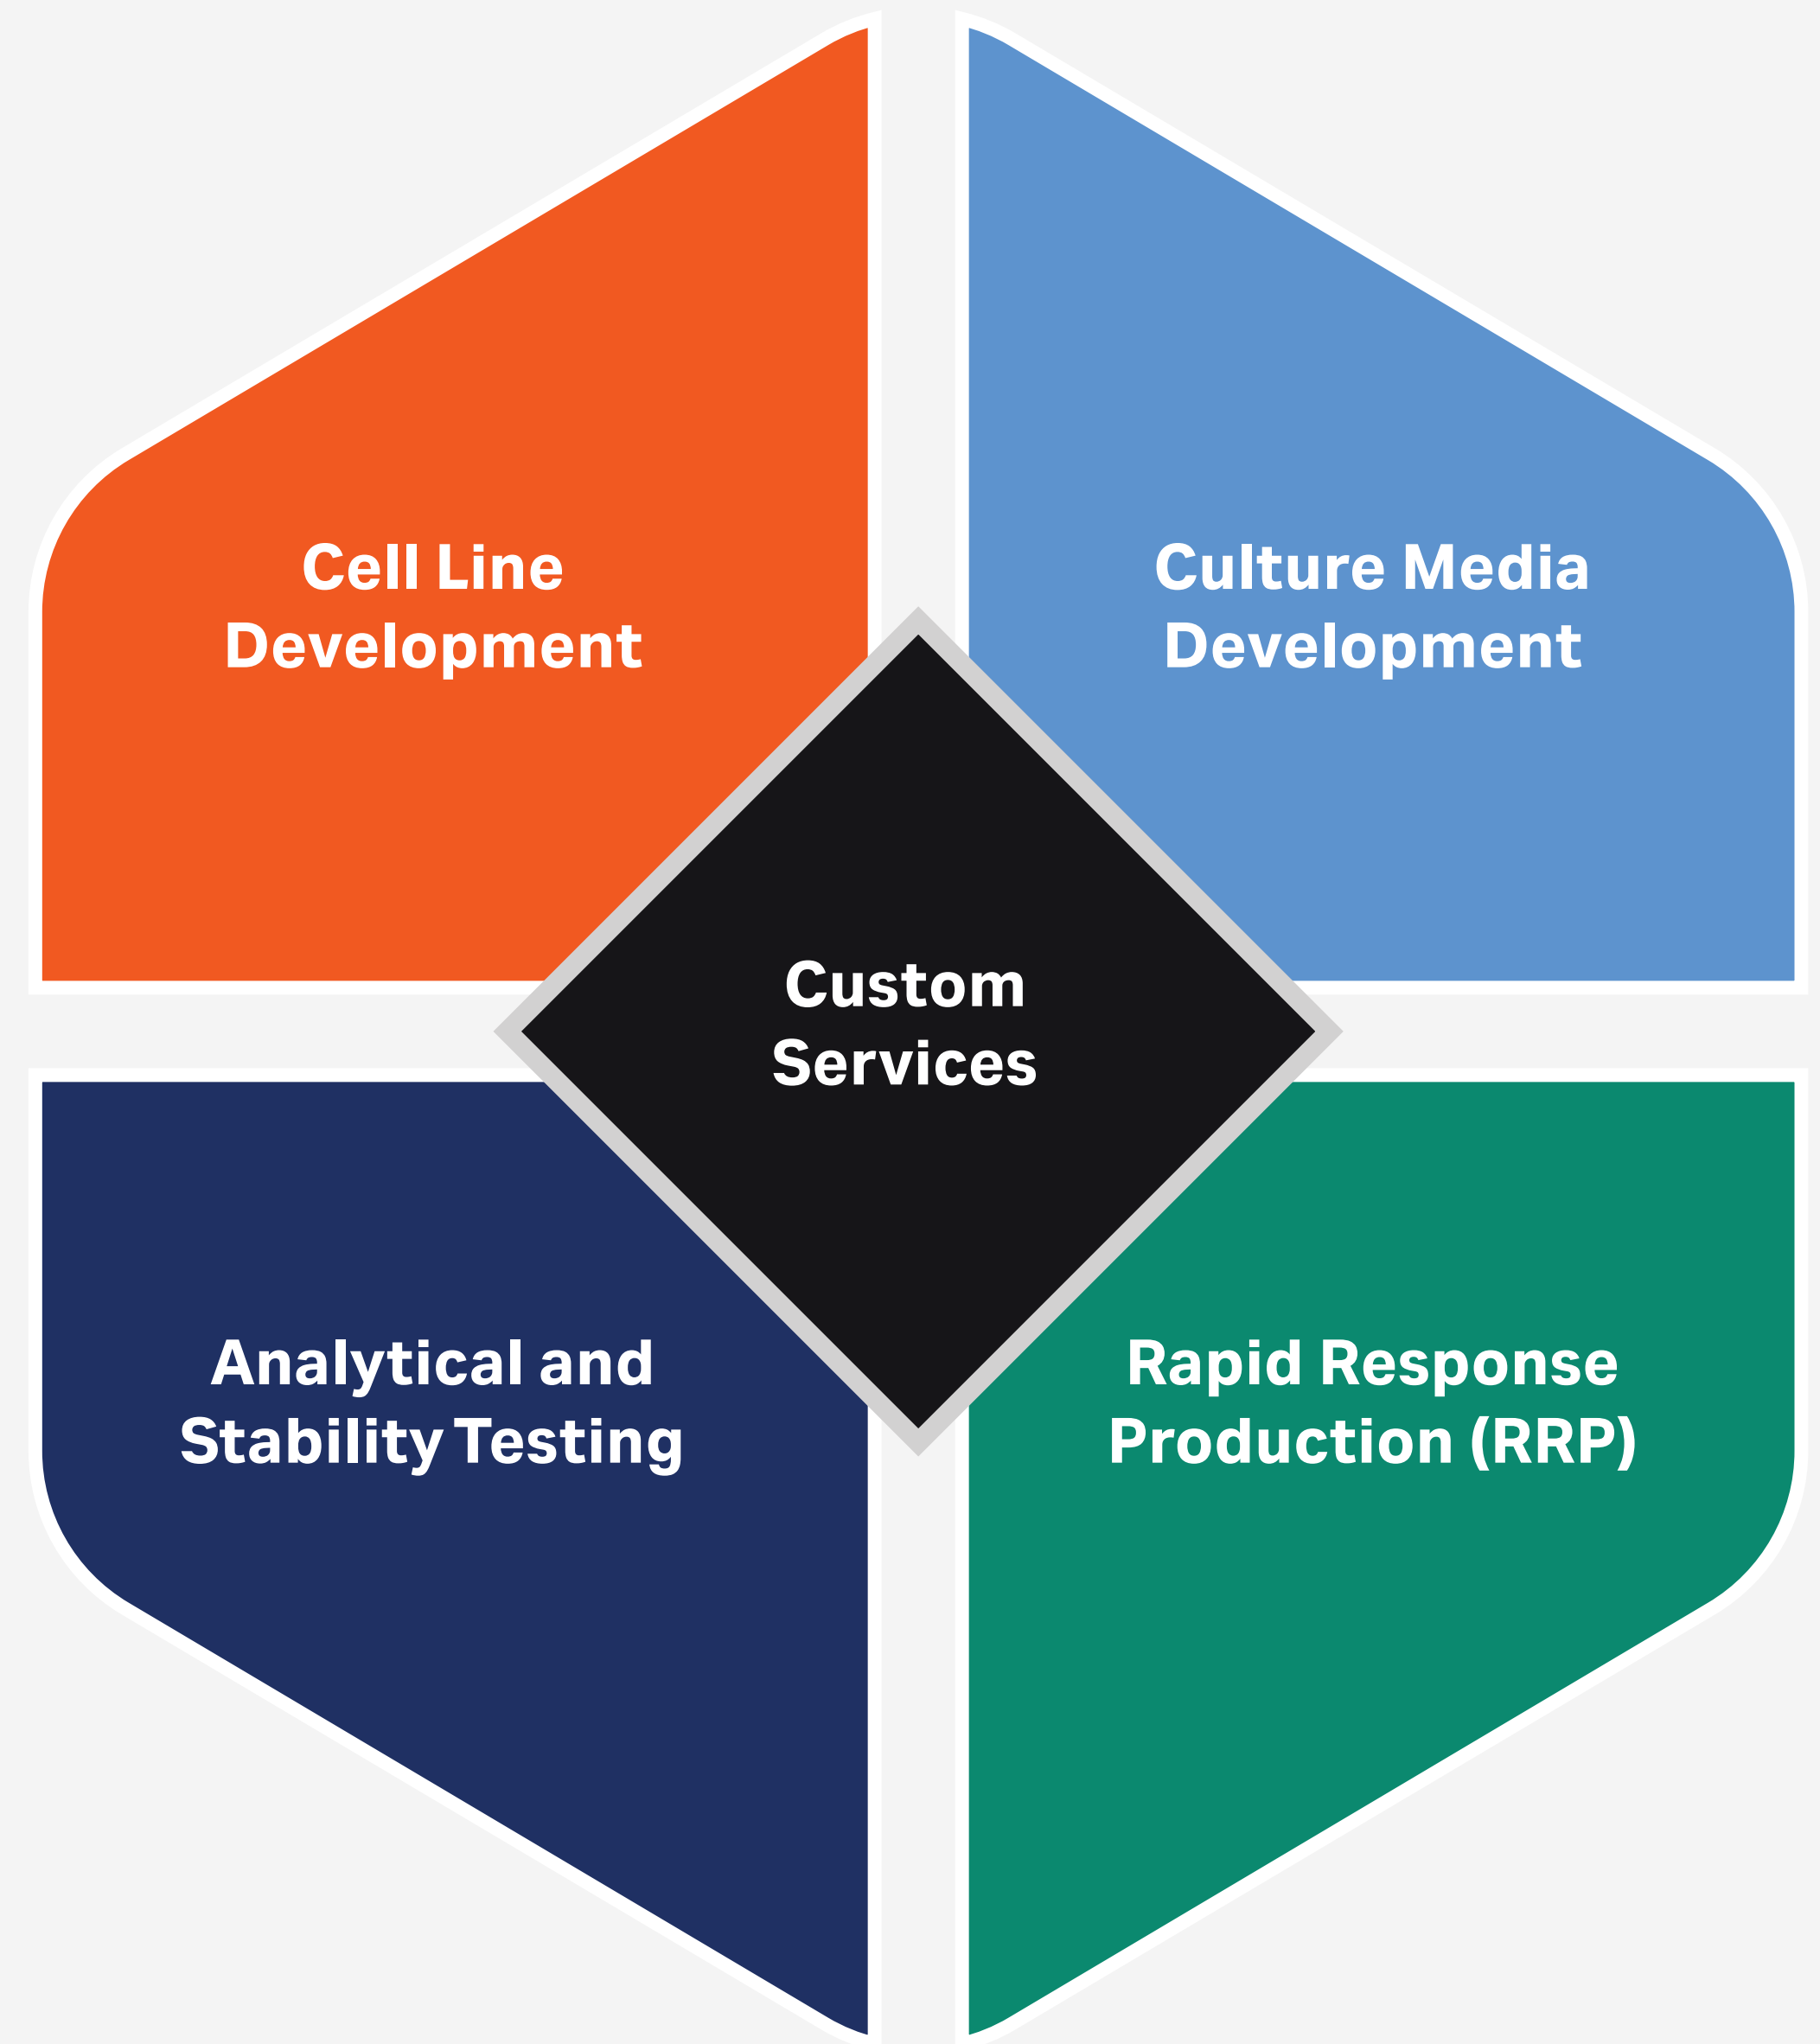 Cell Line
Development
Culture Media
Development
Custom
Services
Analytical and
Stability Testing
Rapid Response
Production (RRP)